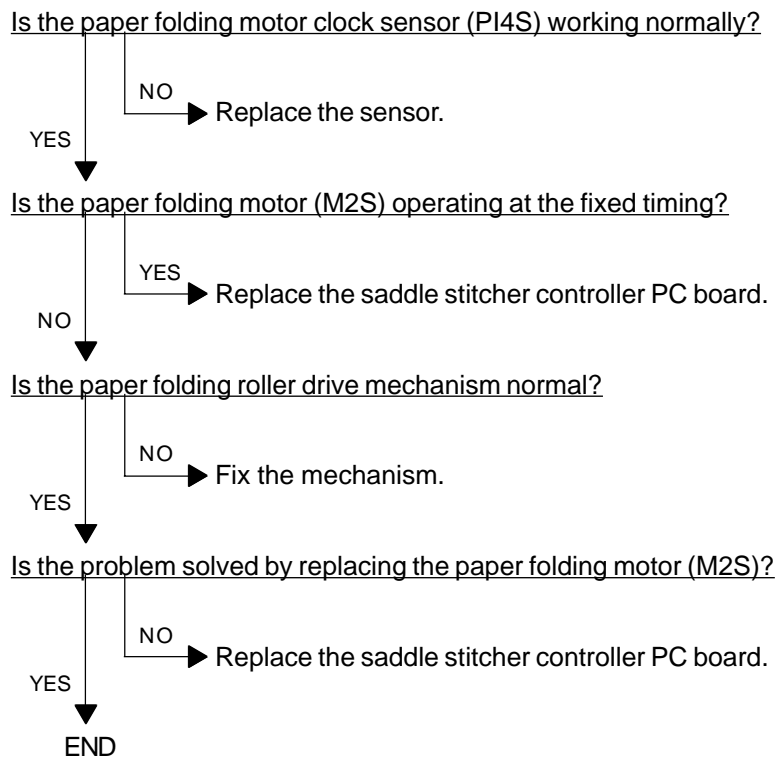 Is the paper folding motor clock sensor (PI4S) working normally?
NO
Replace the sensor.
YES
Is the paper folding motor (M2S) operating at the fixed timing?
YES
Replace the saddle stitcher controller PC board.
NO
Is the paper folding roller drive mechanism normal?
NO
Fix the mechanism.
YES
Is the problem solved by replacing the paper folding motor (M2S)?
NO
Replace the saddle stitcher controller PC board.
YES
END